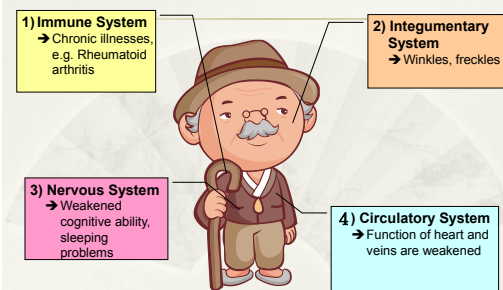 1) Immune System
➔ Chronic illnesses,
e.g. Rheumatoid
arthritis
2) Integumentary
System
➔ Winkles, freckles
3) Nervous System
➔ Weakened
cognitive ability,
sleeping
problems
4) Circulatory System
➔ Function of heart and
veins are weakened